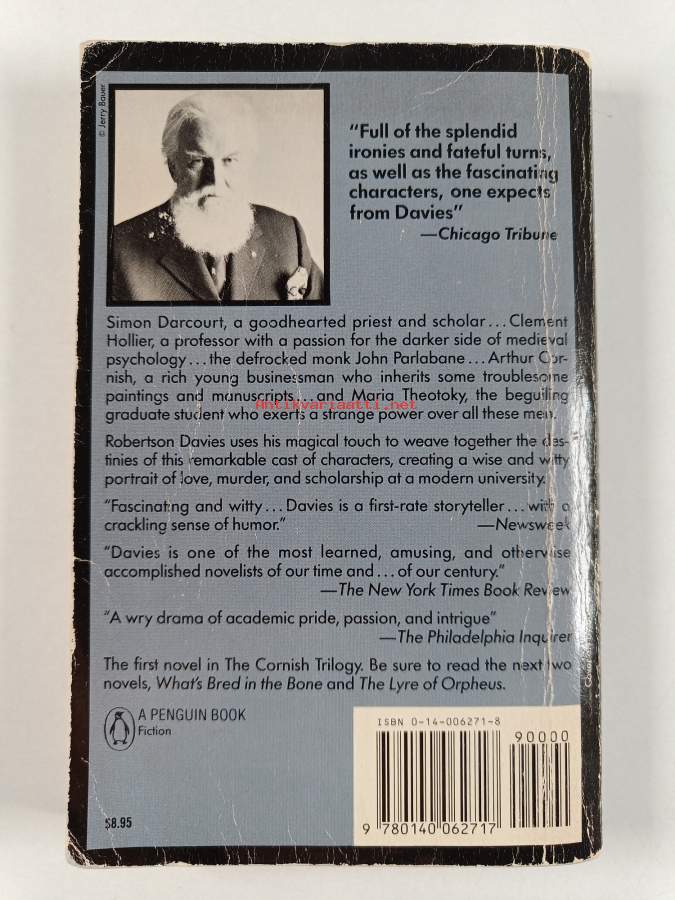 © Jerry Bauer
"Full of the splendid
ironies and fateful turns,
as well as the fascinating
characters, one expects
from Davies"
—Chicago Tribune
Simon Darcourt, a goodhearted priest and scholar...Clement
Hollier, a professor with a passion for the darker side of medieval
psychology...the defrocked monk John Parlabane...Arthur Cor-
nish, a rich young businessman who inherits some troublesome
paintings and manuscripts...and Maria Theotoky, the beguiling
Antikvariaatti.net
graduate student who exerts a strange power over all these men.
Robertson Davies uses his magical touch to weave together the des-
tinies of this remarkable cast of characters, creating a wise and witty
portrait of love, murder, and scholarship at a modern university.
"Fascinating and witty...Davies is a first-rate storyteller...with a
crackling sense of humor." —Newsweek
"Davies is one of the most learned, amusing, and otherwise
accomplished novelists of our time and...of our century."
—The New York Times Book Review
"A wry drama of academic pride, passion, and intrigue"
—The Philadelphia Inquirer
The first novel in The Cornish Trilogy. Be sure to read the next two
novels, What's Bred in the Bone and The Lyre of Orpheus.
A PENGUIN BOOK
Fiction
ISBN 0-14-006271-8
90000
9 780140 062717
$8.95